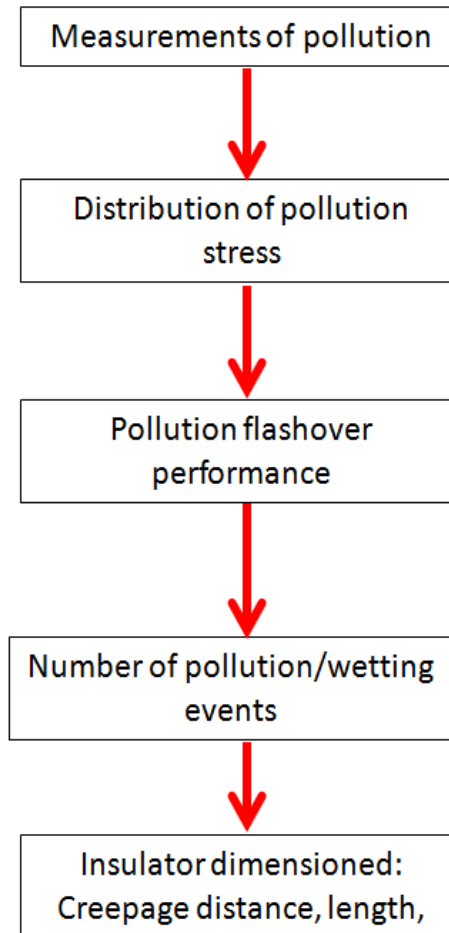 Measurements of pollution
Distribution of pollution
stress
Pollution flashover
performance
Number of pollution/wetting
events
Insulator dimensioned:
Creepage distance, length,